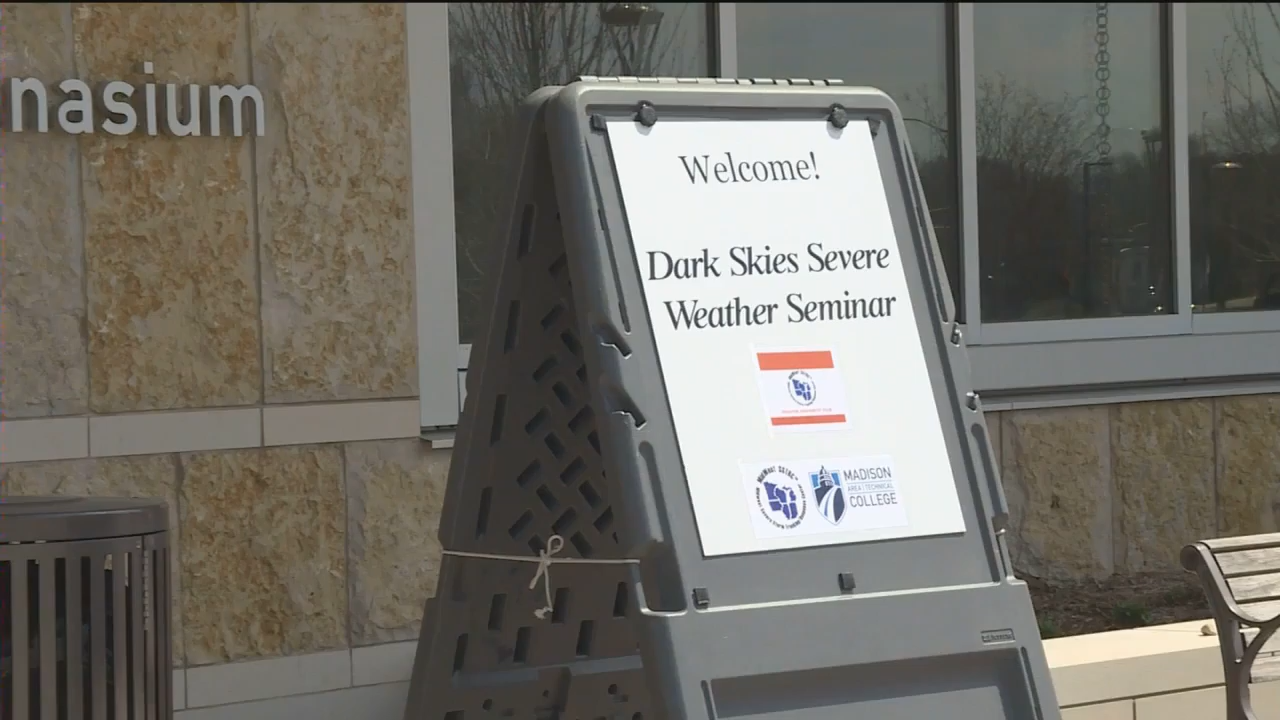 nasium
Welcome!
Dark Skies Severe
Weather Seminar
MADISON
AREA TECHNICAL
COLLEGE